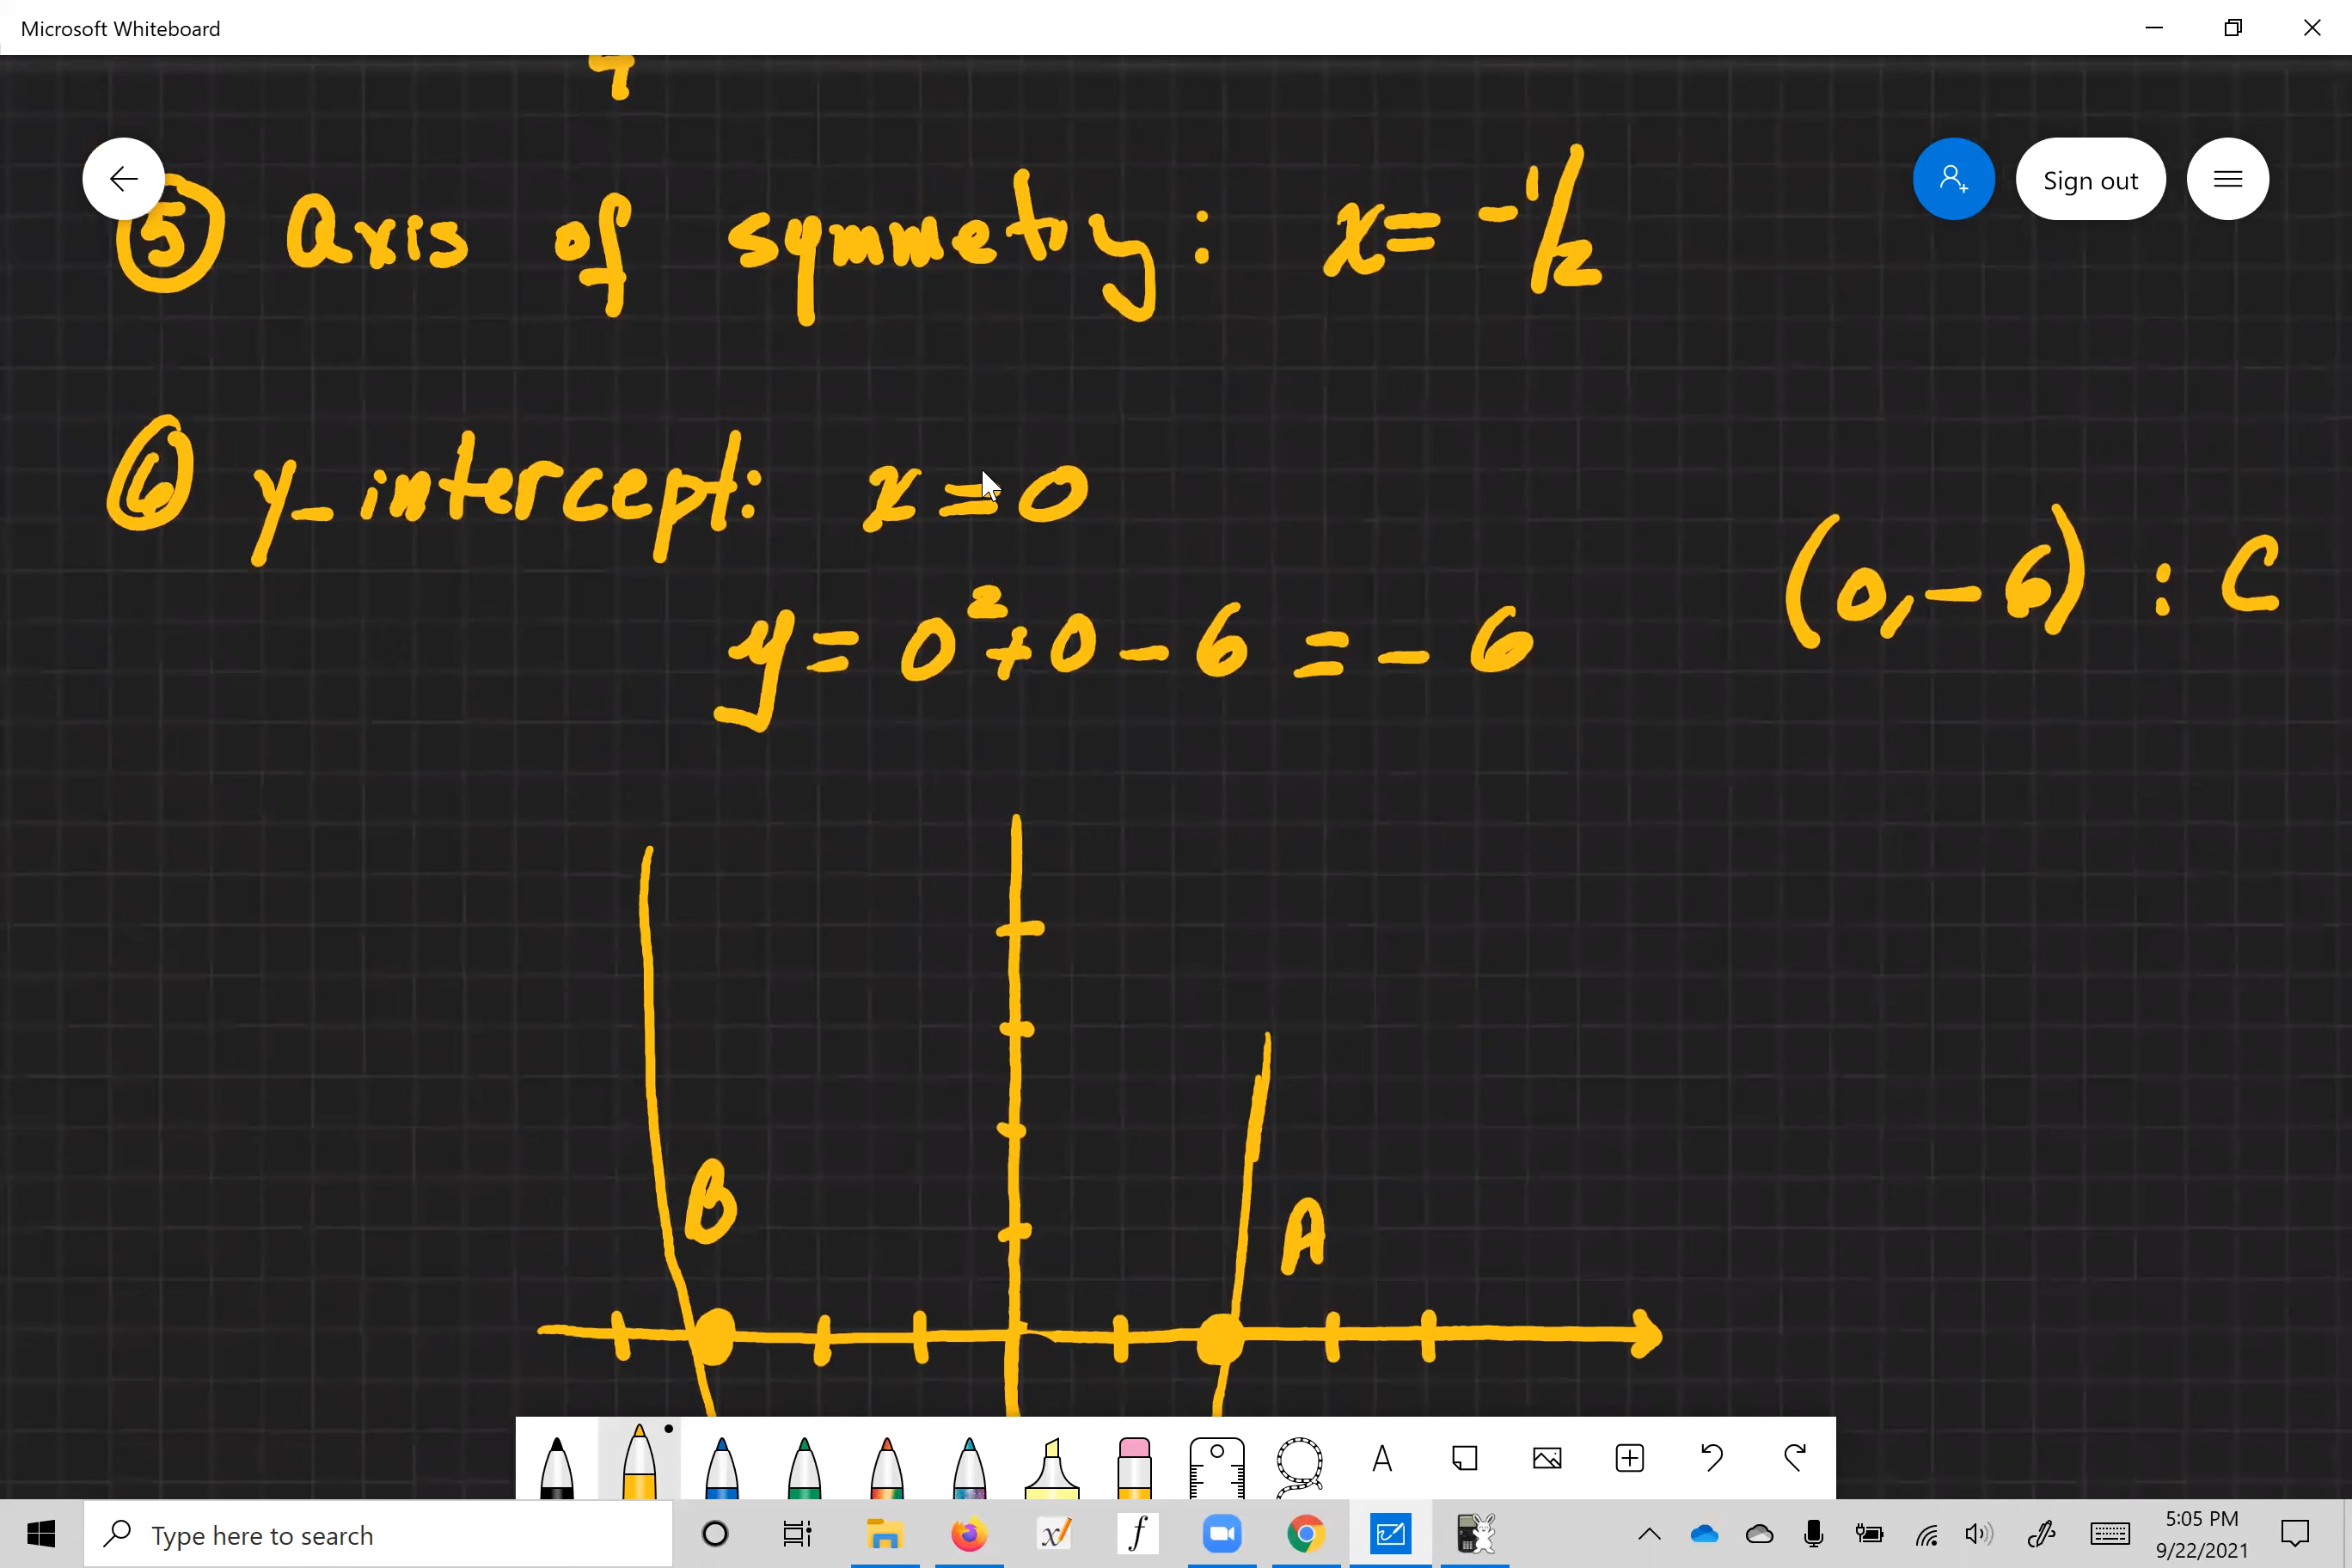 Microsoft Whiteboard
Sign out
5 Axis of symmetry: x = -1/2
6 y-intercept: x = 0
y = 0² + 0 - 6 = - 6
(0, - 6) : C
B
A
Type here to search
5:05 PM
9/22/2021